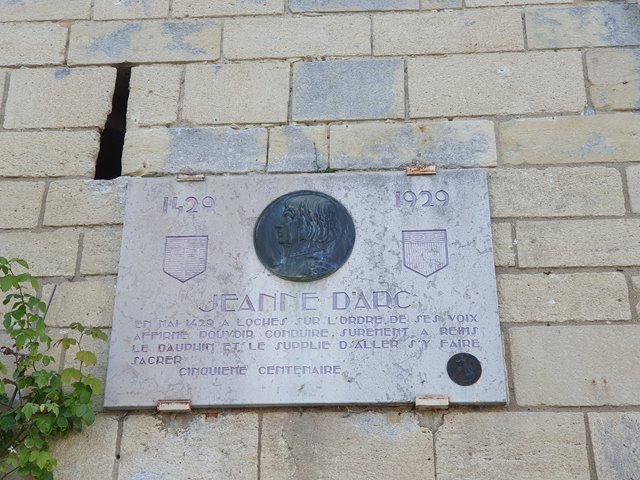 1429
1929
JEANNE D'ARC
EN MAI 1429 A LOCHES SUR L'ORDRE DE SES VOIX
AFFIRME POUVOIR CONDUIRE, SUREMENT A REINS
LE DAUPHIN ET LE SUPPLIE D'ALLER S'Y FAIRE
SACRER
CINQUIEME CENTENAIRE.